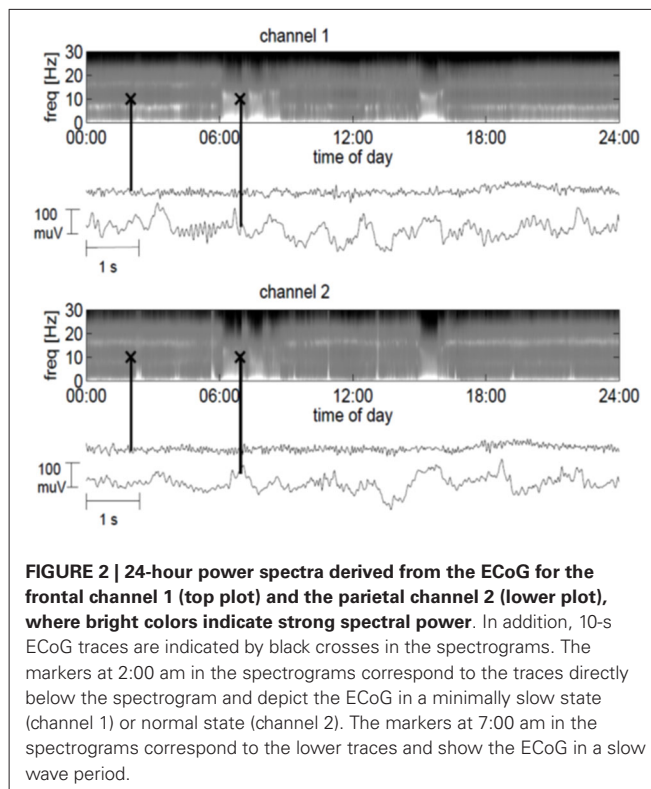 channel 1
30
20
10
0
freq [Hz]
00:00 06:00 12:00 18:00 24:00
time of day
100
muV
1 s
channel 2
30
20
10
0
freq [Hz]
00:00 06:00 12:00 18:00 24:00
time of day
100
muV
1 s
FIGURE 2 | 24-hour power spectra derived from the ECoG for the
frontal channel 1 (top plot) and the parietal channel 2 (lower plot),
where bright colors indicate strong spectral power. In addition, 10-s
ECoG traces are indicated by black crosses in the spectrograms. The
markers at 2:00 am in the spectrograms correspond to the traces directly
below the spectrogram and depict the ECoG in a minimally slow state
(channel 1) or normal state (channel 2). The markers at 7:00 am in the
spectrograms correspond to the lower traces and show the ECoG in a slow
wave period.